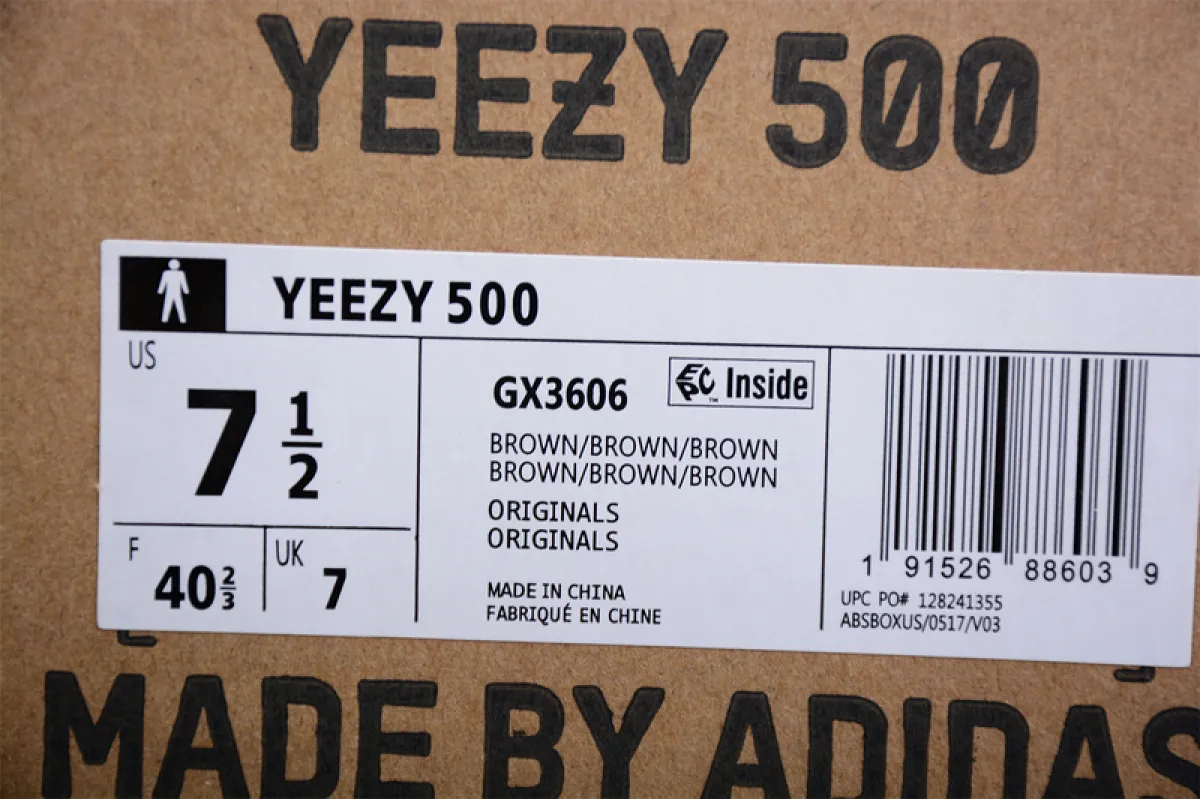 YEEZY 500
YEEZY 500
US
7 1/2
F
40 2/3
UK
7
GX3606
EPC™ Inside
BROWN/BROWN/BROWN
BROWN/BROWN/BROWN
ORIGINALS
ORIGINALS
MADE IN CHINA
FABRIQUÉ EN CHINE
1 91526 88603 9
UPC PO# 128241355
ABSBOXUS/0517/V03
MADE BY ADIDAS